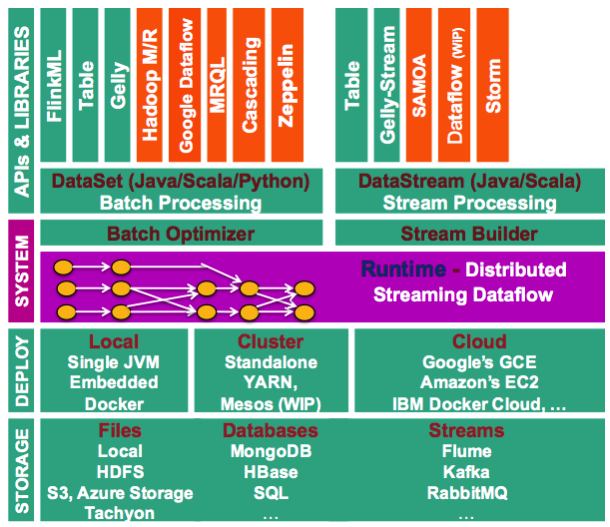 APIs & LIBRARIES
FlinkML
Table
Gelly
Hadoop M/R
Google Dataflow
MRQL
Cascading
Zeppelin
Table
Gelly-Stream
SAMOA
Dataflow (WiP)
Storm
DataSet (Java/Scala/Python)
Batch Processing
DataStream (Java/Scala)
Stream Processing
SYSTEM
Batch Optimizer
Stream Builder
Runtime - Distributed
Streaming Dataflow
DEPLOY
Local
Single JVM
Embedded
Docker
Cluster
Standalone
YARN,
Mesos (WIP)
Cloud
Google's GCE
Amazon's EC2
IBM Docker Cloud, …
STORAGE
Files
Local
HDFS
S3, Azure Storage
Tachyon
Databases
MongoDB
HBase
SQL
…
Streams
Flume
Kafka
RabbitMQ
…